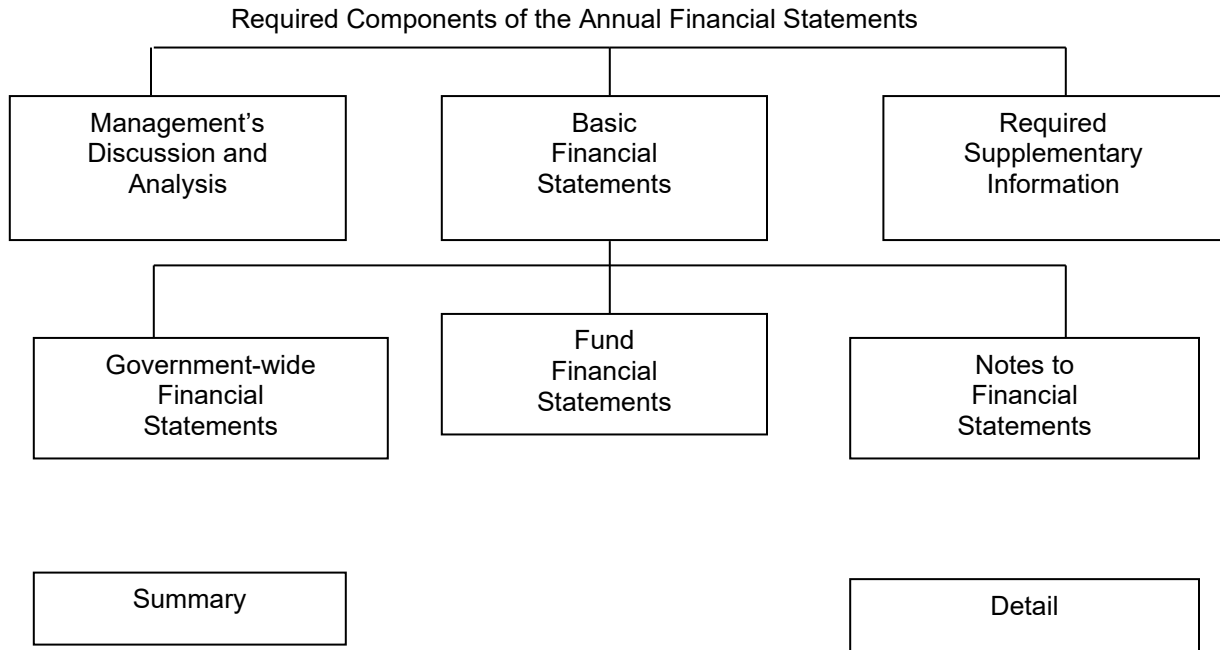 Required Components of the Annual Financial Statements
Management’s
Discussion and
Analysis
Basic
Financial
Statements
Required
Supplementary
Information
Government-wide
Financial
Statements
Fund
Financial
Statements
Notes to
Financial
Statements
Summary
Detail